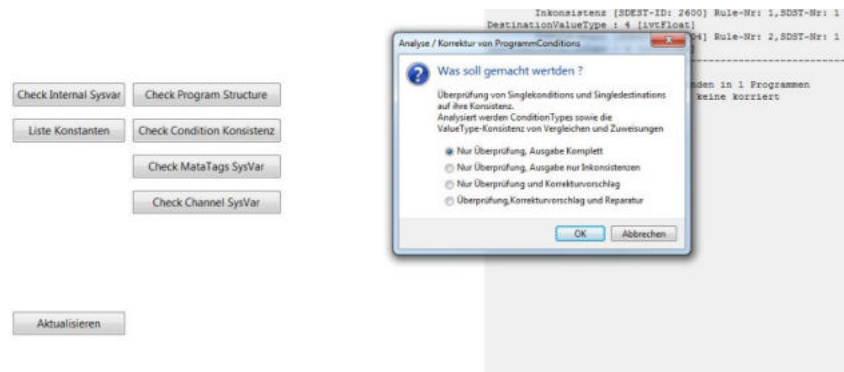 Inkonsistenz [SDEST-ID: 2600] Rule-Nr: 1,SDST-Nr: 1
DestinationValueType : 4 [ivtFloat]
04] Rule-Nr: 2,SDST-Nr: 1
Analyse / Korrektur von ProgrammConditions
Was soll gemacht wertden ?
Überprüfung von Singlekonditions und Singledestinations
auf ihre Konsistenz.
Analysiert werden ConditionTypes sowie die
ValueType-Konsistenz von Vergleichen und Zuweisungen
Nur Überprüfung, Ausgabe Komplett
Nur Überprüfung, Ausgabe nur Inkonsistenzen
Nur Überprüfung und Korrekturvorschlag
Überprüfung,Korrekturvorschlag und Reparatur
OK
Abbrechen
nden in 1 Programmen
keine korriert
Check Internal Sysvar
Check Program Structure
Liste Konstanten
Check Condition Konsistenz
Check MataTags SysVar
Check Channel SysVar
Aktualisieren